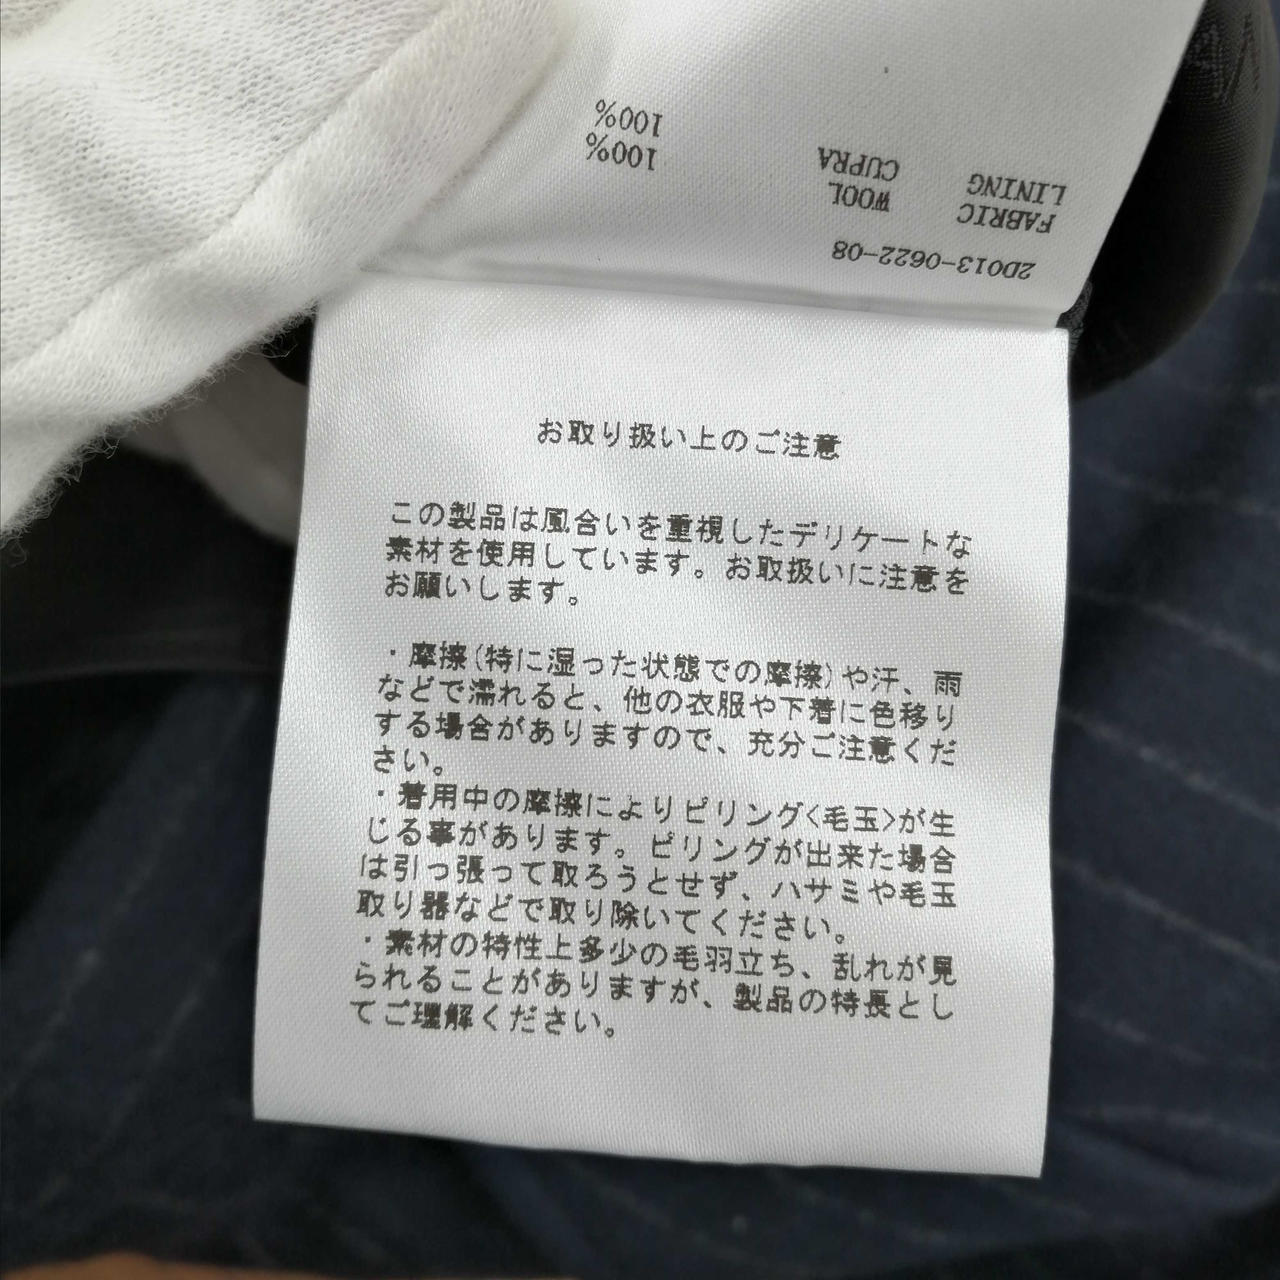 2D013-0622-08
FABRIC WOOL 100%
LINING CUPRA 100%
お取り扱い上のご注意
この製品は風合いを重視したデリケートな
素材を使用しています。お取扱いに注意を
お願いします。
・摩擦(特に湿った状態での摩擦)や汗、雨
などで濡れると、他の衣服や下着に色移り
する場合がありますので、充分ご注意くだ
さい。
・着用中の摩擦によりピリング<毛玉>が生
じる事があります。ピリングが出来た場合
は引っ張って取ろうとせず、ハサミや毛玉
取り器などで取り除いてください。
・素材の特性上多少の毛羽立ち、乱れが見
られることがありますが、製品の特長とし
てご理解ください。